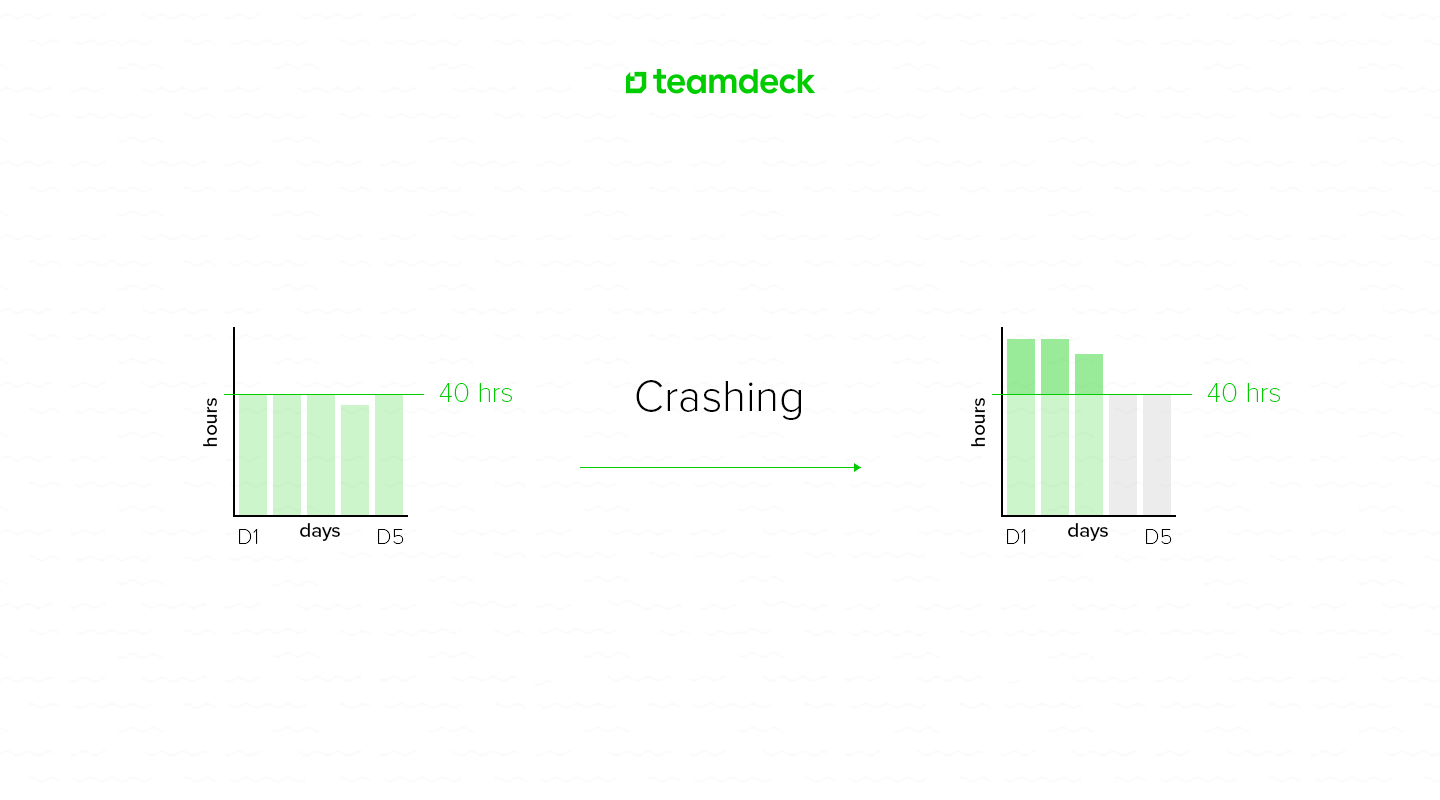 teamdeck
40 hrs
hours
D1
days
D5
Crashing
40 hrs
hours
D1
days
D5